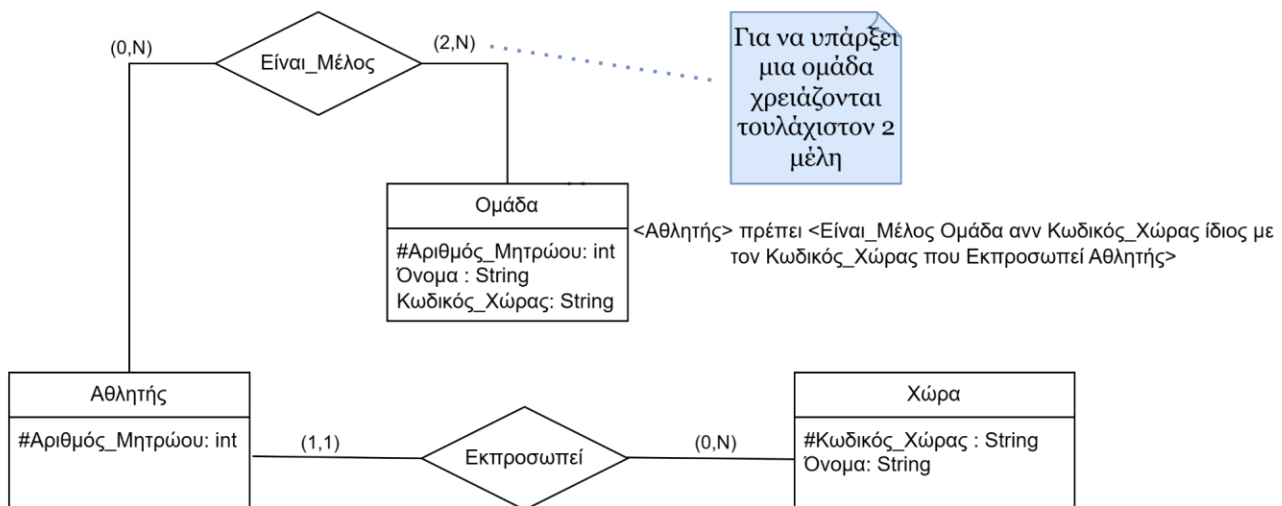 (0,N)
Είναι_Μέλος
(2,N)
Για να υπάρξει
μια ομάδα
χρειάζονται
τουλάχιστον 2
μέλη
Ομάδα
#Αριθμός_Μητρώου: int
Όνομα : String
Κωδικός_Χώρας: String
<Αθλητής> πρέπει <Είναι_Μέλος Ομάδα ανν Κωδικός_Χώρας ίδιος με
τον Κωδικός_Χώρας που Εκπροσωπεί Αθλητής>
Αθλητής
#Αριθμός_Μητρώου: int
(1,1)
Εκπροσωπεί
(0,N)
Χώρα
#Κωδικός_Χώρας : String
Όνομα: String